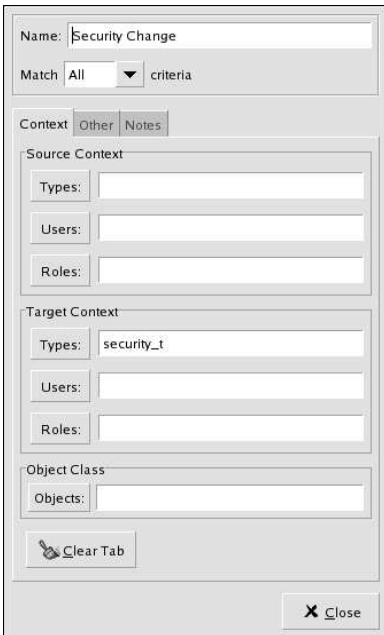 Name: Security Change
Match All criteria
Context Other Notes
Source Context
Types:
Users:
Roles:
Target Context
Types: security_t
Users:
Roles:
Object Class
Objects:
Clear Tab
Close